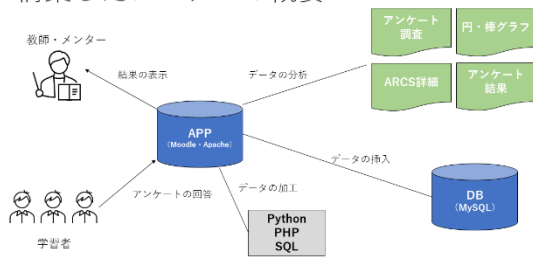 教師・メンター
結果の表示
データの分析
アンケート
調査
円・棒グラフ
ARCS詳細
アンケート
結果
APP
（Moodle・Apache）
データの挿入
アンケートの回答
データの加工
DB
（MySQL）
Python
PHP
SQL
学習者